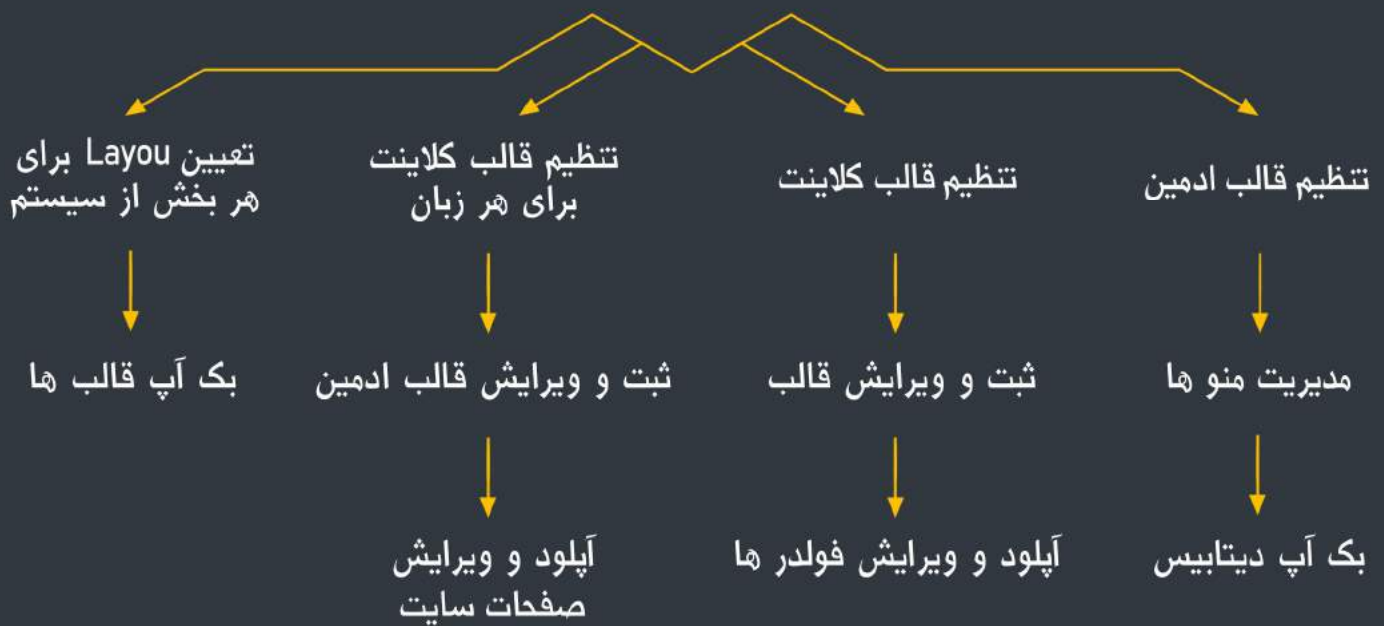 تنظیم قالب ادمین
تنظیم قالب کلاینت
تنظیم قالب کلاینت
برای هر زبان
تعیین Layou برای
هر بخش از سیستم
مدیریت منو ها
ثبت و ویرایش قالب
ثبت و ویرایش قالب ادمین
بک آپ قالب ها
بک آپ دیتابیس
آپلود و ویرایش فولدر ها
آپلود و ویرایش
صفحات سایت